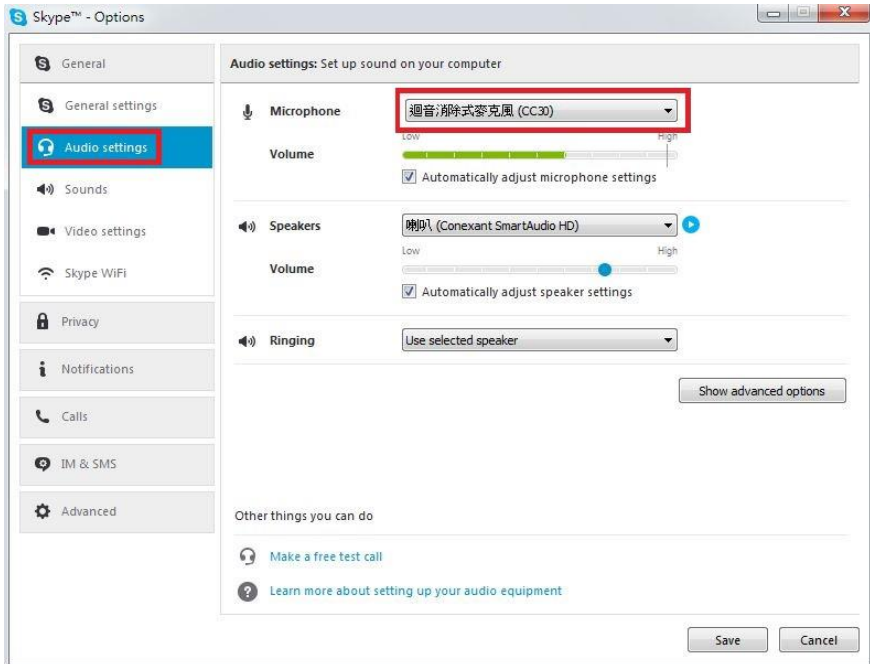 Skype™ - Options
General
General settings
Audio settings
Sounds
Video settings
Skype WiFi
Privacy
Notifications
Calls
IM & SMS
Advanced
Audio settings: Set up sound on your computer
Microphone
迴音消除式麥克風 (CC30)
Low High
Volume
Automatically adjust microphone settings
Speakers
喇叭 (Conexant SmartAudio HD)
Low High
Volume
Automatically adjust speaker settings
Ringing
Use selected speaker
Show advanced options
Other things you can do
Make a free test call
Learn more about setting up your audio equipment
Save
Cancel